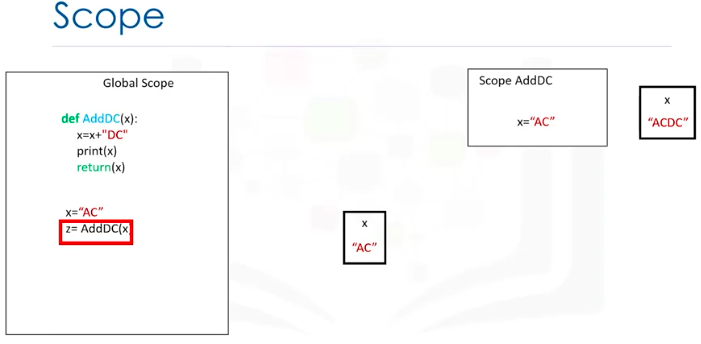 Scope
Global Scope
def AddDC(x):
x=x+"DC"
print(x)
return(x)
x=“AC”
z= AddDC(x)
Scope AddDC
x=“AC”
x
“ACDC”
x
“AC”